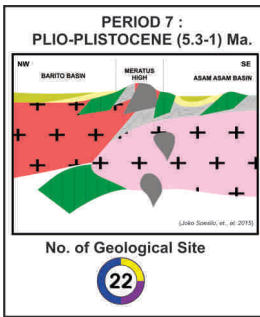 PERIOD 7 :
PLIO-PLISTOCENE (5.3-1) Ma.
NW
SE
BARITO BASIN
MERATUS
HIGH
ASAM ASAM BASIN
(Joko Soesilo, et., al. 2015)
No. of Geological Site
22